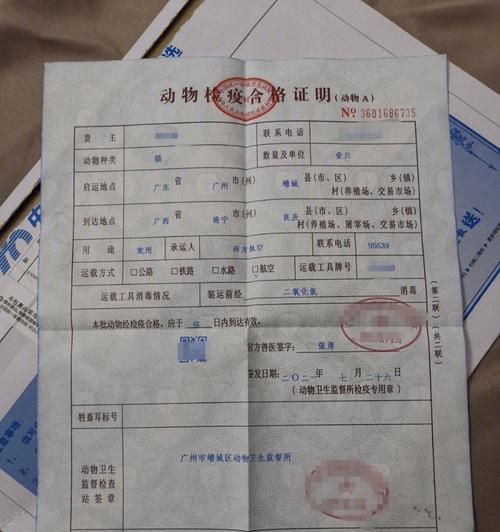 动物检疫合格证明（动物A）
№ 3601686735
货 主 联系电话
动物种类 猫 数量及单位 壹只
启运地点 广东 省 广州 市（州） 增城 县（市、区） 乡（镇）
村（养殖场、交易市场）
到达地点 广西 省 南宁 市（州） 良庆 县（市、区） 乡（镇）
村（养殖场、屠宰场、交易市场）
用 途 宠用 承运人 南方航空 联系电话 95539
运载方式 □公路 □铁路 □水路 □航空 运载工具牌号
运载工具消毒情况 装运前经 二氧化氯 消毒
本批动物经检疫合格，应于 伍 日内到达有效。
官方兽医签字： 张勇
签发日期： 二〇二一 年 七 月 二十六 日
（动物卫生监督所检疫专用章）
牲畜耳标号
动物卫生
监督检查
站签章
广州市增城区动物卫生监督所
（第二联）
（共二联）